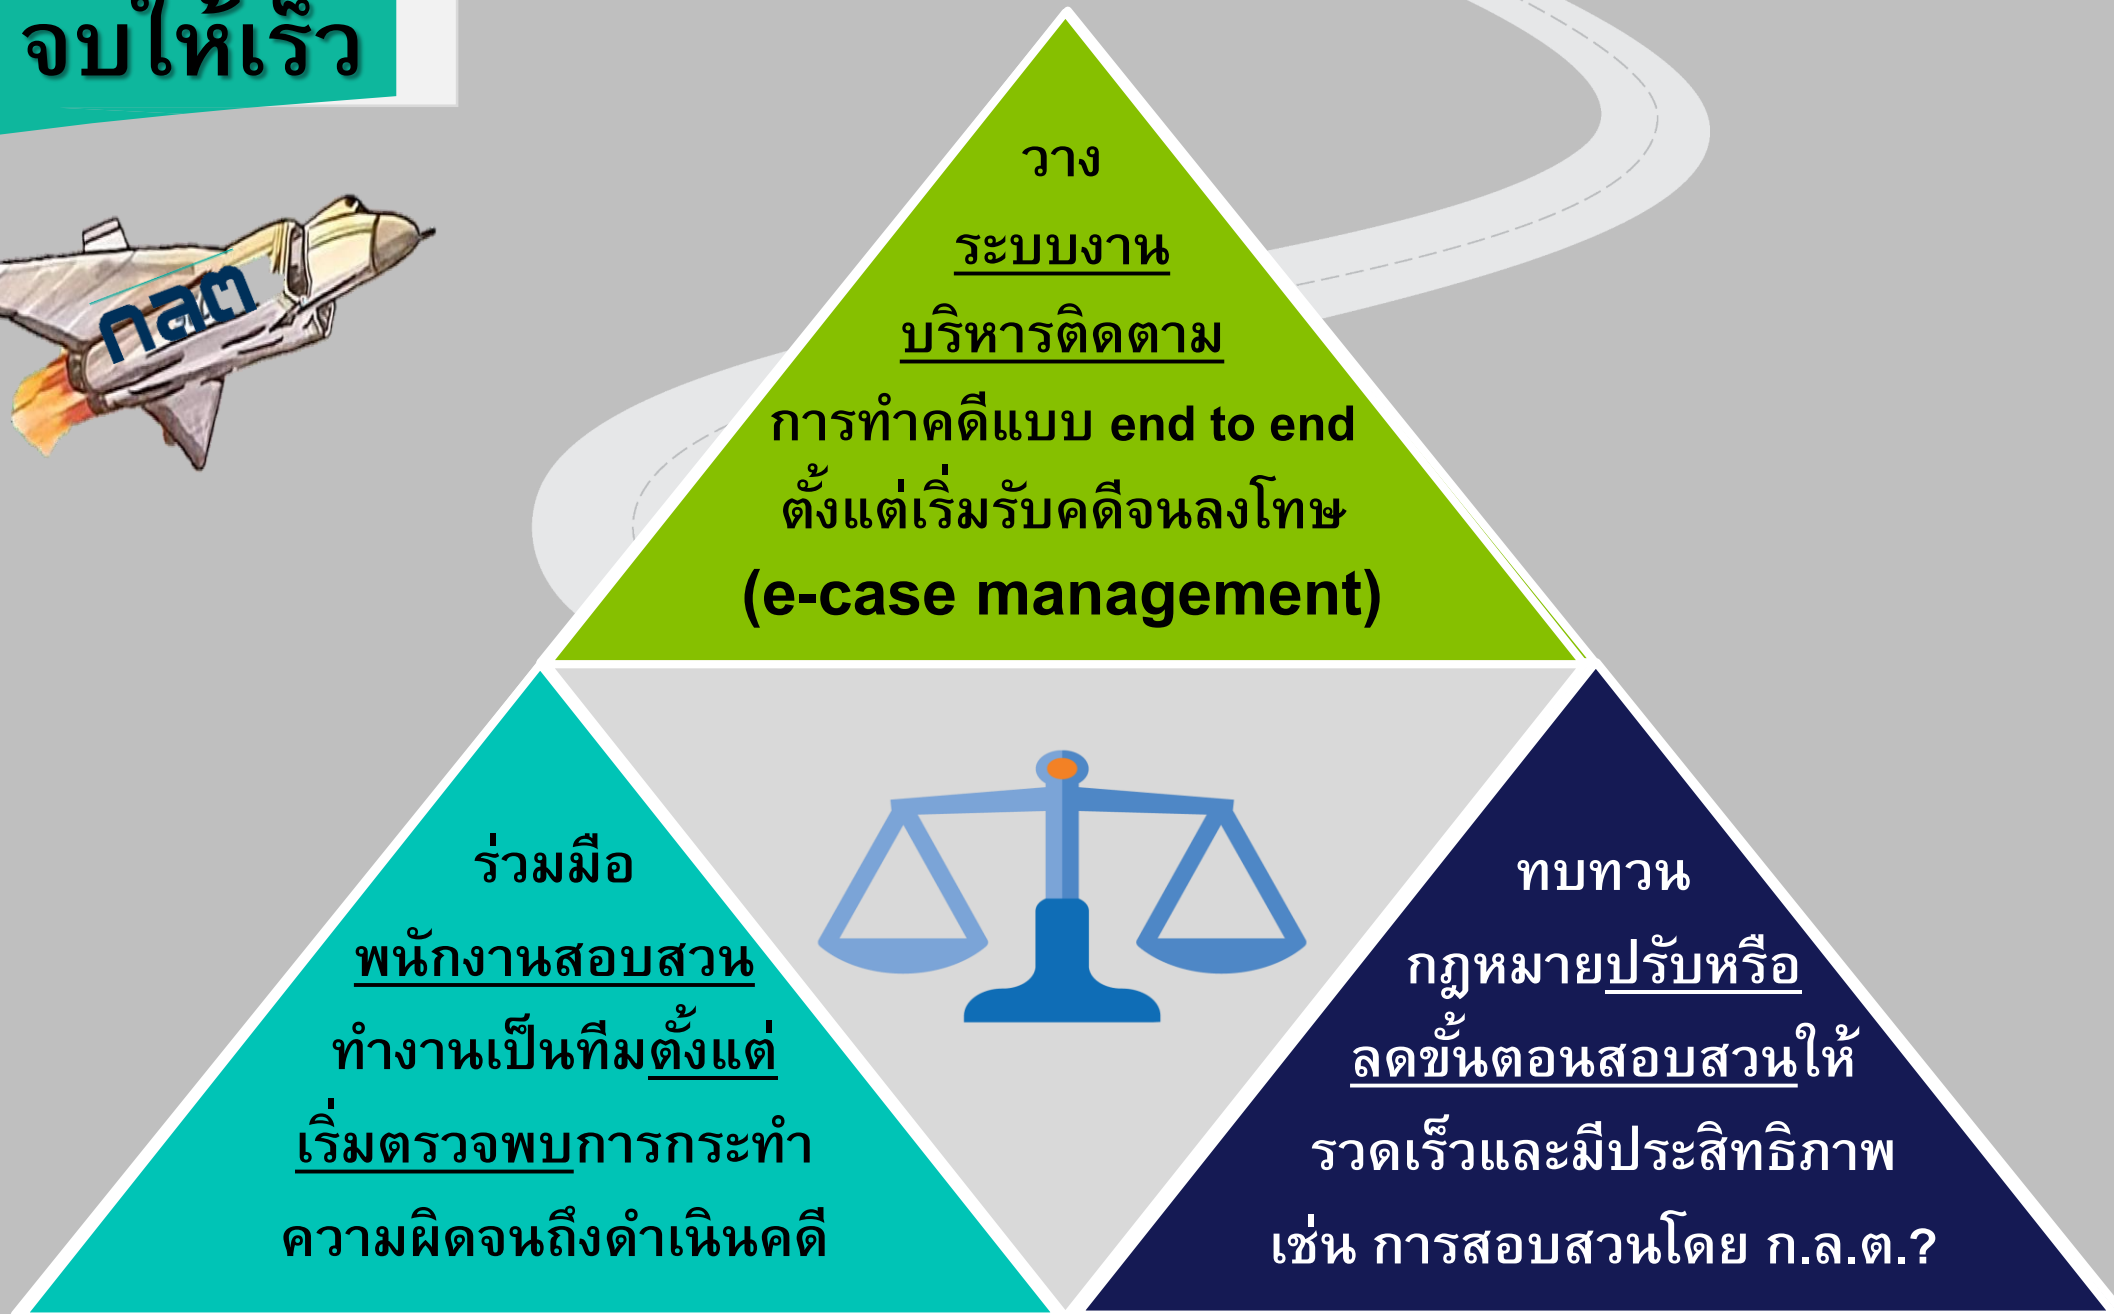 จบให้เร็ว
กลต
วาง
ระบบงาน
บริหารติดตาม
การทำคดีแบบ end to end
ตั้งแต่เริ่มรับคดีจนลงโทษ
(e-case management)
ร่วมมือ
พนักงานสอบสวน
ทำงานเป็นทีมตั้งแต่
เริ่มตรวจพบการกระทำ
ความผิดจนถึงดำเนินคดี
ทบทวน
กฎหมายปรับหรือ
ลดขั้นตอนสอบสวนให้
รวดเร็วและมีประสิทธิภาพ
เช่น การสอบสวนโดย ก.ล.ต.?